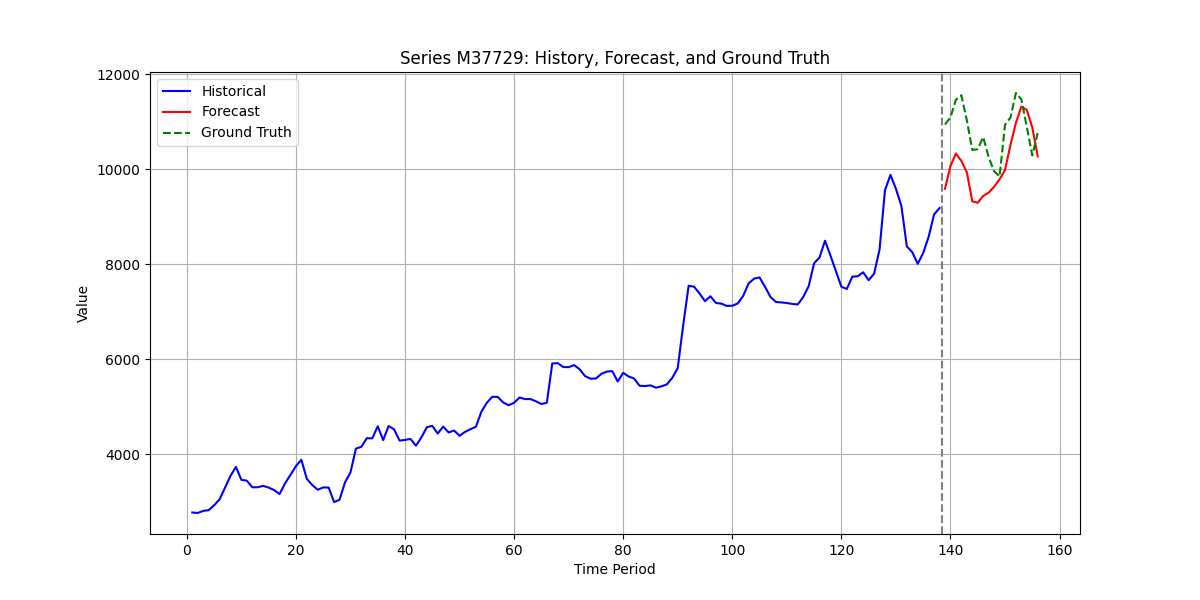 Series M37729: History, Forecast, and Ground Truth
Historical
Forecast
Ground Truth
12000
10000
8000
6000
4000
Value
0 20 40 60 80 100 120 140 160
Time Period